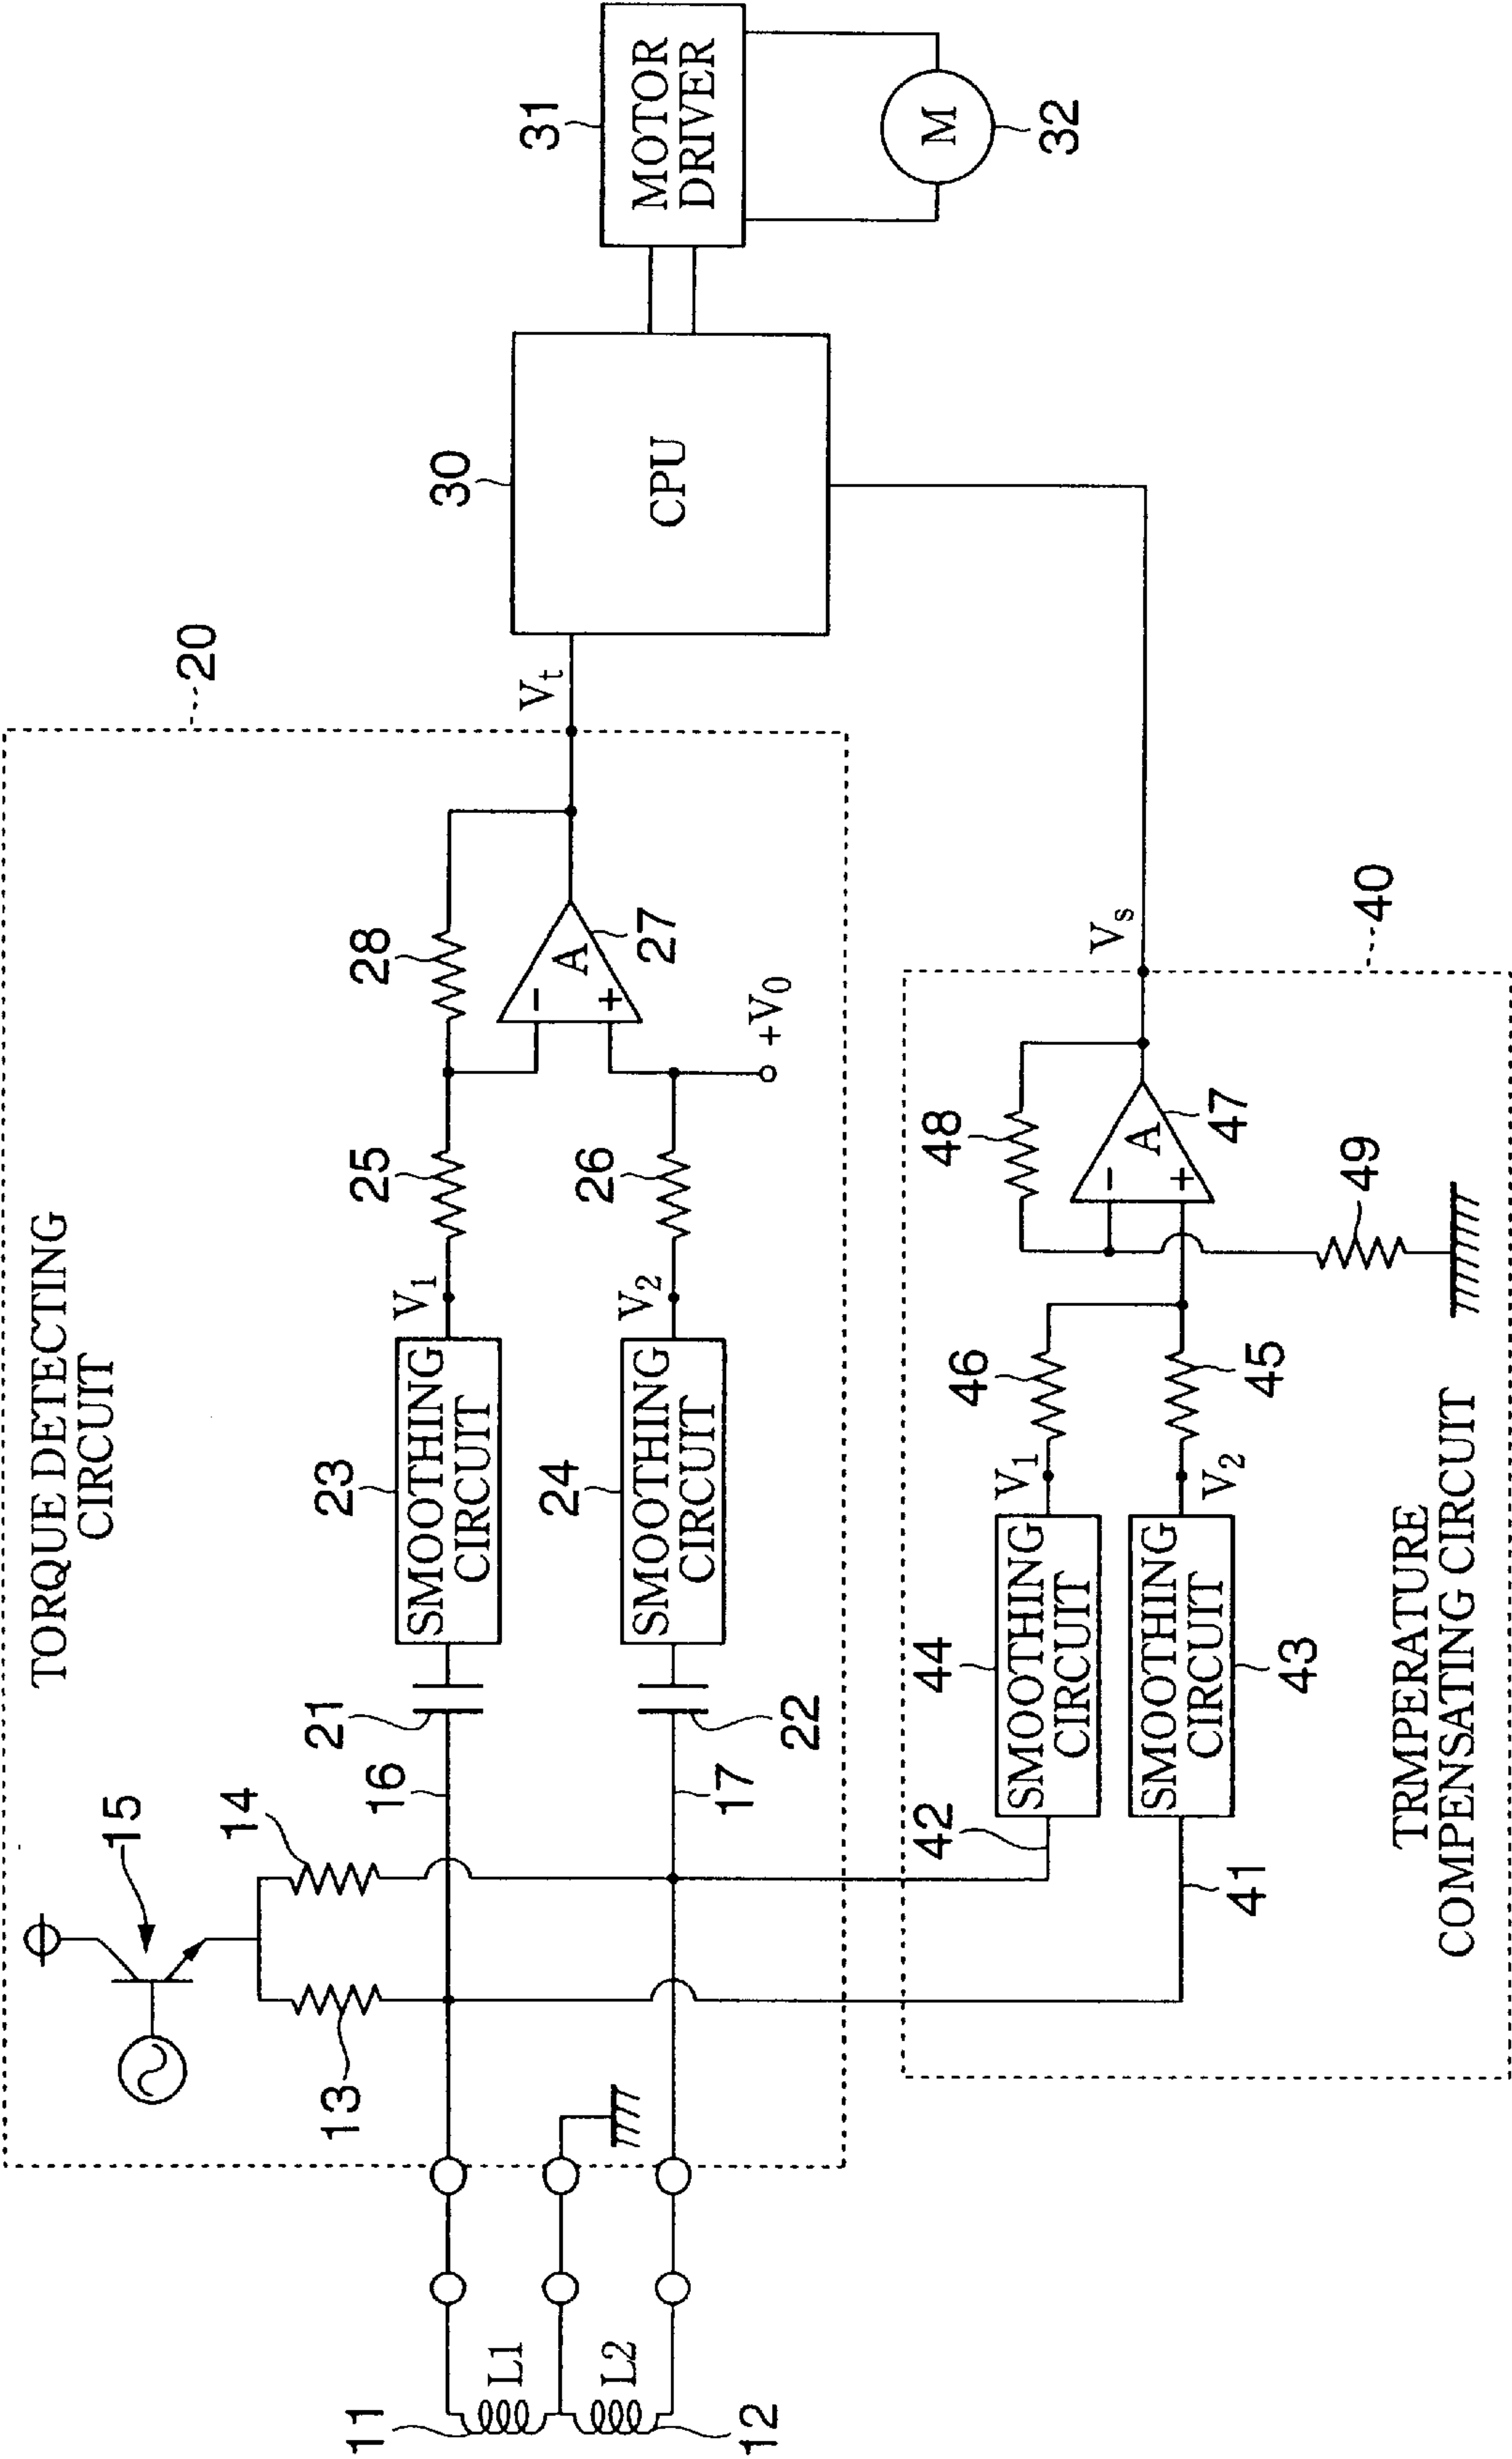 TORQUE DETECTING
CIRCUIT
20
15
14
13
16
17
21
22
23
SMOOTHING
CIRCUIT
24
SMOOTHING
CIRCUIT
V1
V2
25
26
28
A
-
+
27
+V0
Vt
11
L1
L2
12
30
CPU
31
MOTOR
DRIVER
M
32
42
41
44
SMOOTHING
CIRCUIT
43
SMOOTHING
CIRCUIT
V1
V2
46
45
48
A
-
+
47
49
Vs
40
TRMPERATURE
COMPENSATING CIRCUIT